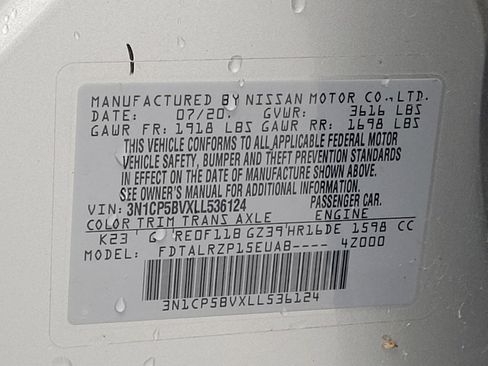 MANUFACTURED BY NISSAN MOTOR CO., LTD.
DATE: 07/20. GVWR: 3616 LBS
GAWR FR: 1918 LBS GAWR RR: 1698 LBS
THIS VEHICLE CONFORMS TO ALL APPLICABLE FEDERAL MOTOR
VEHICLE SAFETY, BUMPER AND THEFT PREVENTION STANDARDS
IN EFFECT ON THE DATE OF MANUFACTURE SHOWN ABOVE.
SEE OWNER'S MANUAL FOR ADDITIONAL INFORMATION.
VIN: 3N1CP5BVXLL536124 PASSENGER CAR.
COLOR TRIM TRANS AXLE ENGINE
K23 G RE0F11B GZ39 HR16DE 1598 CC
MODEL: FDTALRZP15EUA8---- 4Z000
3N1CP5BVXLL536124